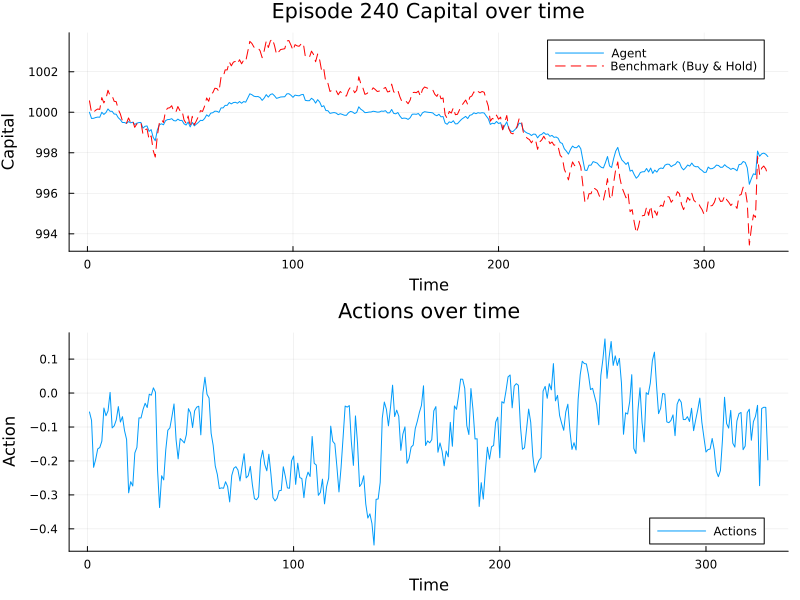 Episode 240 Capital over time
Capital
1002
1000
998
996
994
Agent
Benchmark (Buy & Hold)
0
100
200
300
Time
Actions over time
Action
0.1
0.0
−0.1
−0.2
−0.3
−0.4
Actions
0
100
200
300
Time